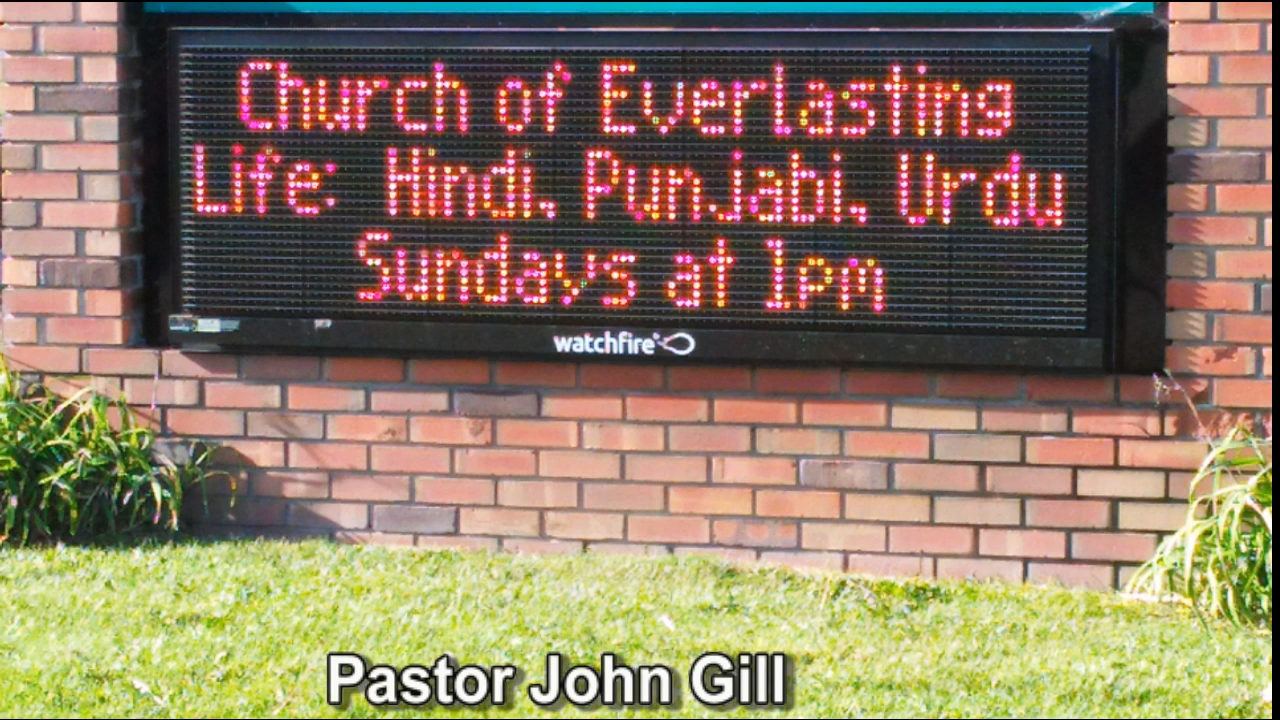 Church of Everlasting
Life: Hindi, Punjabi, Urdu
Sundays at 1pm
watchfire
Pastor John Gill